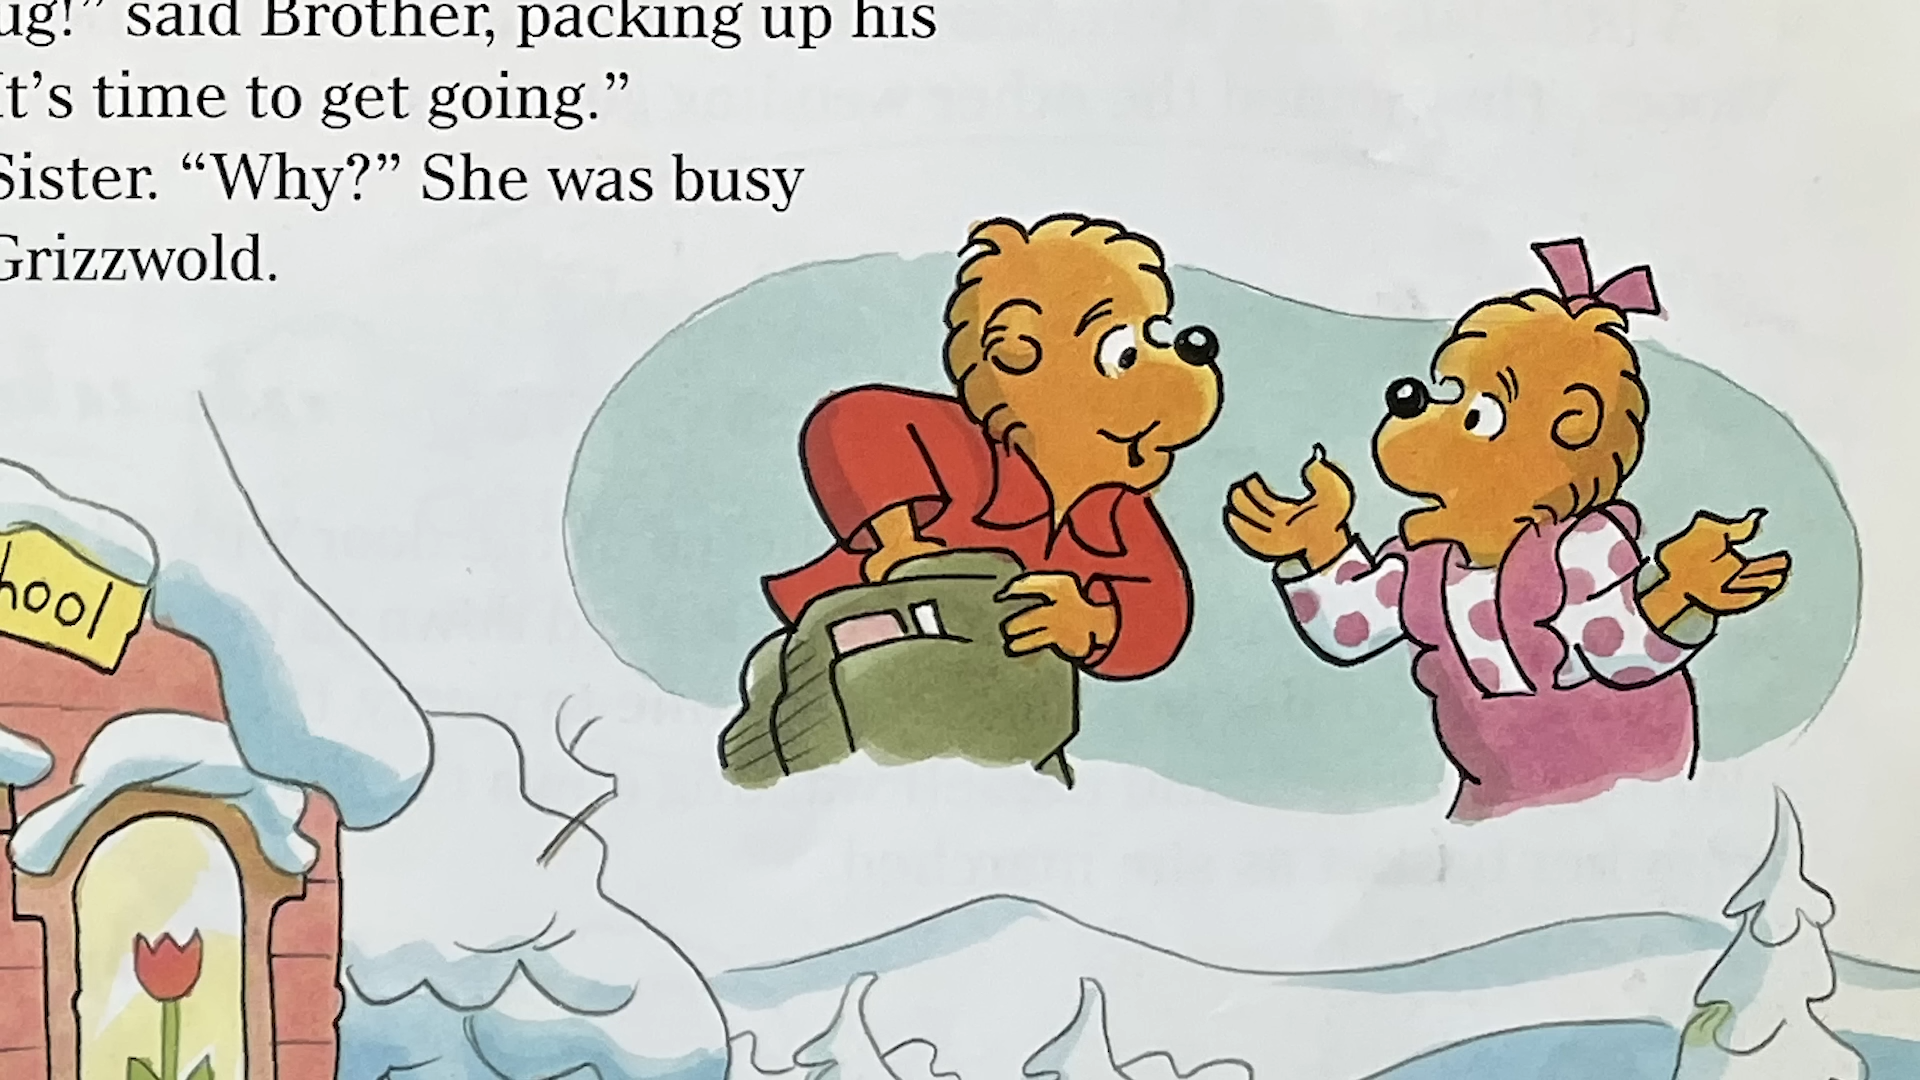 ug!” said Brother, packing up his
t’s time to get going.”
Sister. “Why?” She was busy
Grizzwold.
hool